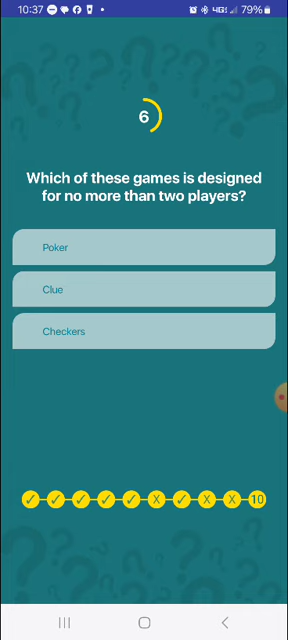 10:37
4G
79%
6
Which of these games is designed
for no more than two players?
Poker
Clue
Checkers
✓ ✓ ✓ ✓ ✓ X ✓ X X 10